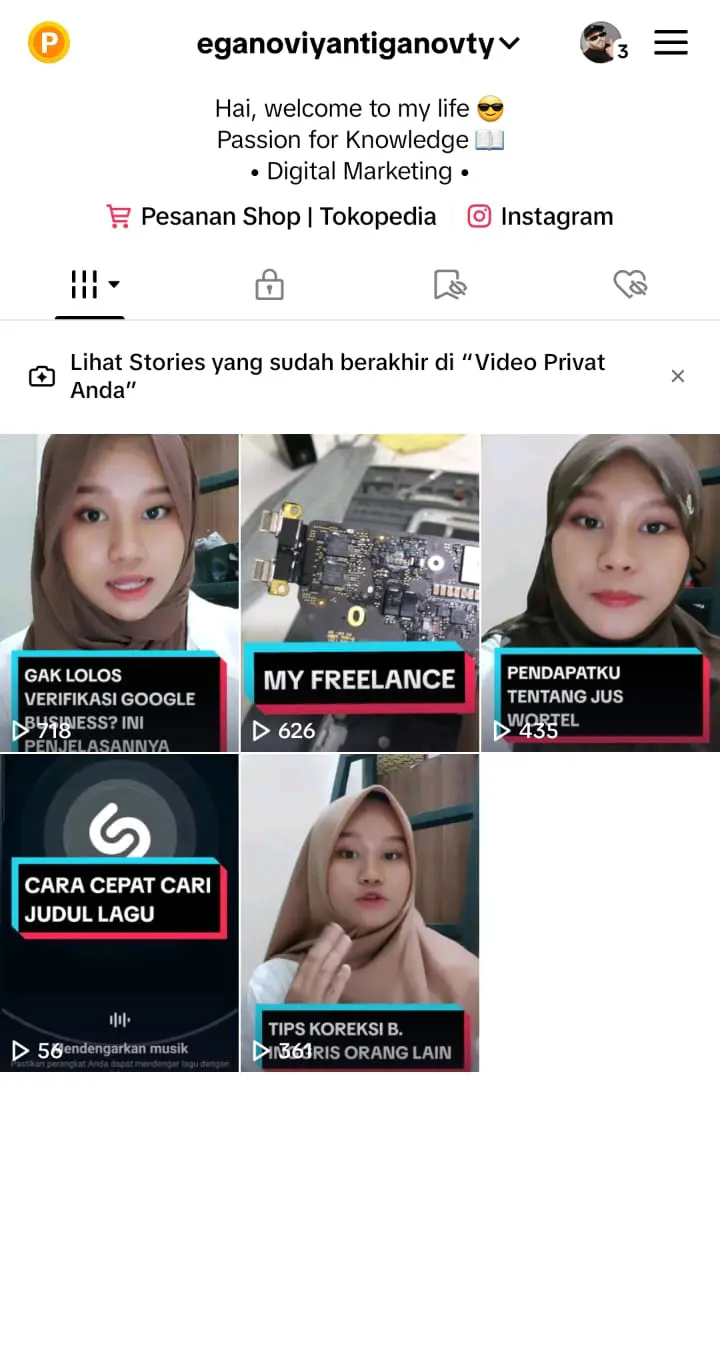 P
eganoviyantiganovty
3
Hai, welcome to my life 😎
Passion for Knowledge 📖
• Digital Marketing •
Pesanan Shop | Tokopedia Instagram
Lihat Stories yang sudah berakhir di “Video Privat
Anda”
GAK LOLOS
VERIFIKASI GOOGLE
BUSINESS? INI
PENJELASANNYA
718
MY FREELANCE
626
PENDAPATKU
TENTANG JUS
WORTEL
435
CARA CEPAT CARI
JUDUL LAGU
Mendengarkan musik
Pastikan perangkat Anda dapat mendengar lagu dengan
56
TIPS KOREKSI B.
INGGRIS ORANG LAIN
361